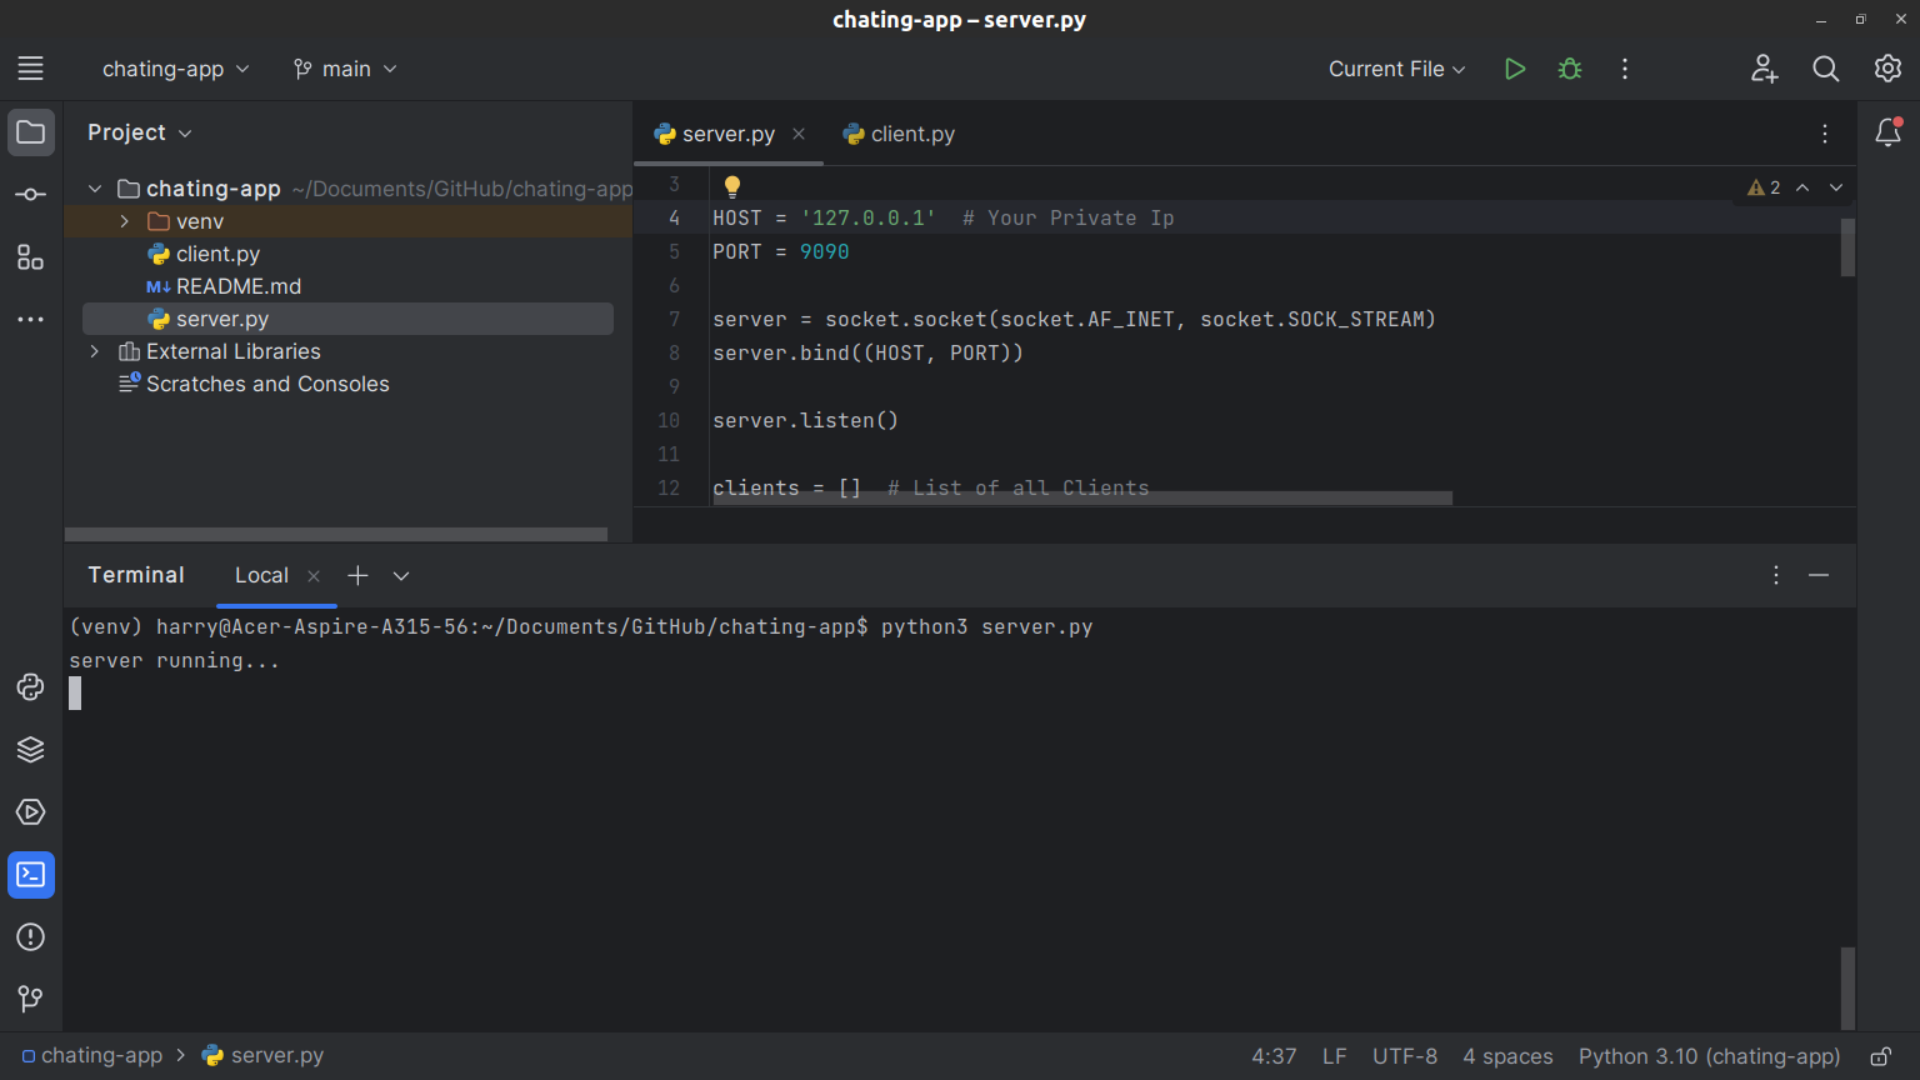 chating-app – server.py
chating-app
main
Current File
Project
chating-app ~/Documents/GitHub/chating-app
venv
client.py
M↓ README.md
server.py
External Libraries
Scratches and Consoles
server.py
client.py
2
3
4 HOST = '127.0.0.1'  # Your Private Ip
5 PORT = 9090
6
7 server = socket.socket(socket.AF_INET, socket.SOCK_STREAM)
8 server.bind((HOST, PORT))
9
10 server.listen()
11
12 clients = []  # List of all Clients
Terminal
Local
(venv) harry@Acer-Aspire-A315-56:~/Documents/GitHub/chating-app$ python3 server.py
server running...
chating-app > server.py
4:37 LF UTF-8 4 spaces Python 3.10 (chating-app)